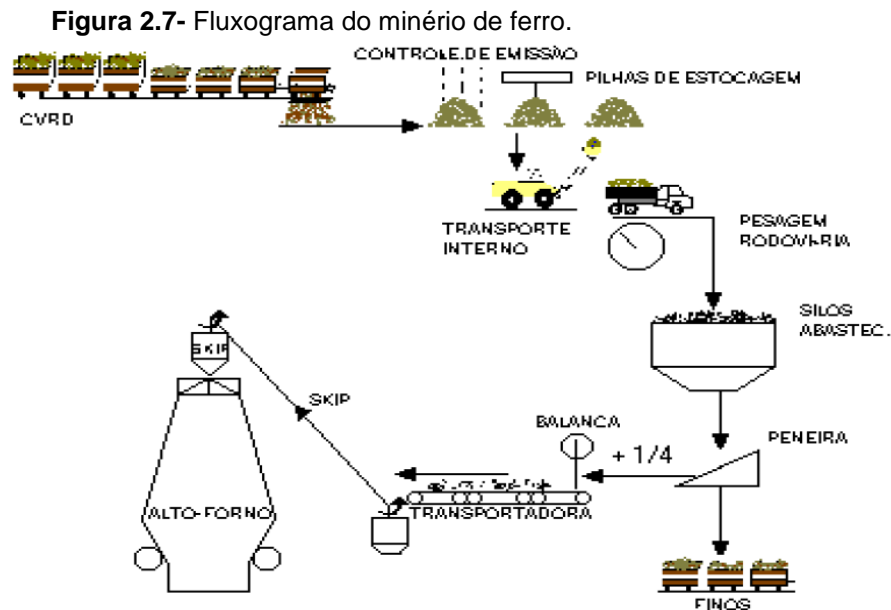 Figura 2.7- Fluxograma do minério de ferro.
CONTROLE DE EMISSÃO
PILHAS DE ESTOCAGEM
CVRD
TRANSPORTE
INTERNO
PESAGEM
RODOVIÁRIA
SILOS
ABASTEC.
SKIP
SKIP
BALANCA
+ 1/4
PENEIRA
ALTO-FORNO
TRANSPORTADORA
FINOS